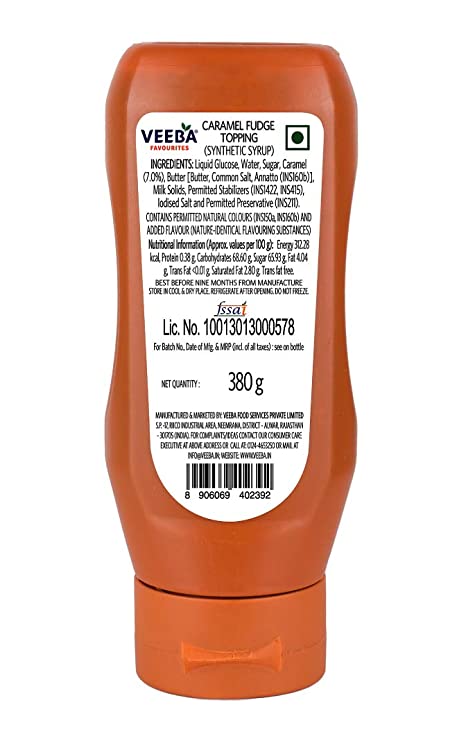 VEEBA
FAVOURITES
CARAMEL FUDGE
TOPPING
(SYNTHETIC SYRUP)
INGREDIENTS: Liquid Glucose, Water, Sugar, Caramel
(7.0%), Butter [Butter, Common Salt, Annatto (INS160b)],
Milk Solids, Permitted Stabilizers (INS1422, INS415),
Iodised Salt and Permitted Preservative (INS211).
CONTAINS PERMITTED NATURAL COLOURS (INS150a, INS160b) AND
ADDED FLAVOUR (NATURE-IDENTICAL FLAVOURING SUBSTANCES)
Nutritional Information (Approx. values per 100 g): Energy 312.28
kcal, Protein 0.38 g, Carbohydrates 68.60 g, Sugar 65.93 g, Fat 4.04
g, Trans Fat <0.01 g, Saturated Fat 2.80 g, Trans fat free.
BEST BEFORE NINE MONTHS FROM MANUFACTURE
STORE IN COOL & DRY PLACE. REFRIGERATE AFTER OPENING. DO NOT FREEZE.
fssai
Lic. No. 10013013000578
For Batch No., Date of Mfg. & MRP (incl. of all taxes) : see on bottle
NET QUANTITY : 380 g
MANUFACTURED & MARKETED BY: VEEBA FOOD SERVICES PRIVATE LIMITED
S.P. -12, RIICO INDUSTRIAL AREA, NEEMRANA, DISTRICT - ALWAR, RAJASTHAN
- 301705 (INDIA). FOR COMPLAINTS/IDEAS CONTACT OUR CONSUMER CARE
EXECUTIVE AT ABOVE ADDRESS OR CALL AT: 0124-4653250 OR MAIL AT
INFO@VEEBA.IN; WEBSITE: WWW.VEEBA.IN
8 906069 402392